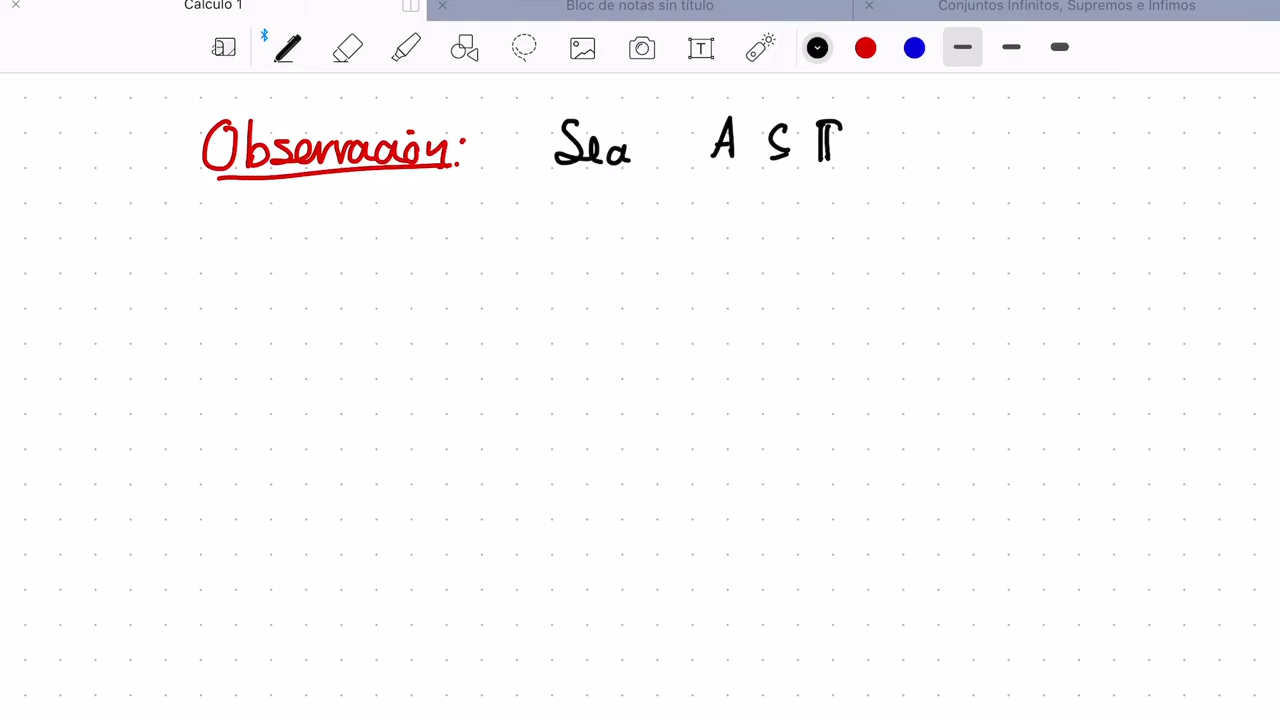 Calculo 1 Bloc de notas sin título Conjuntos Infinitos, Supremos e Infimos
Observación: Sea A ⊆